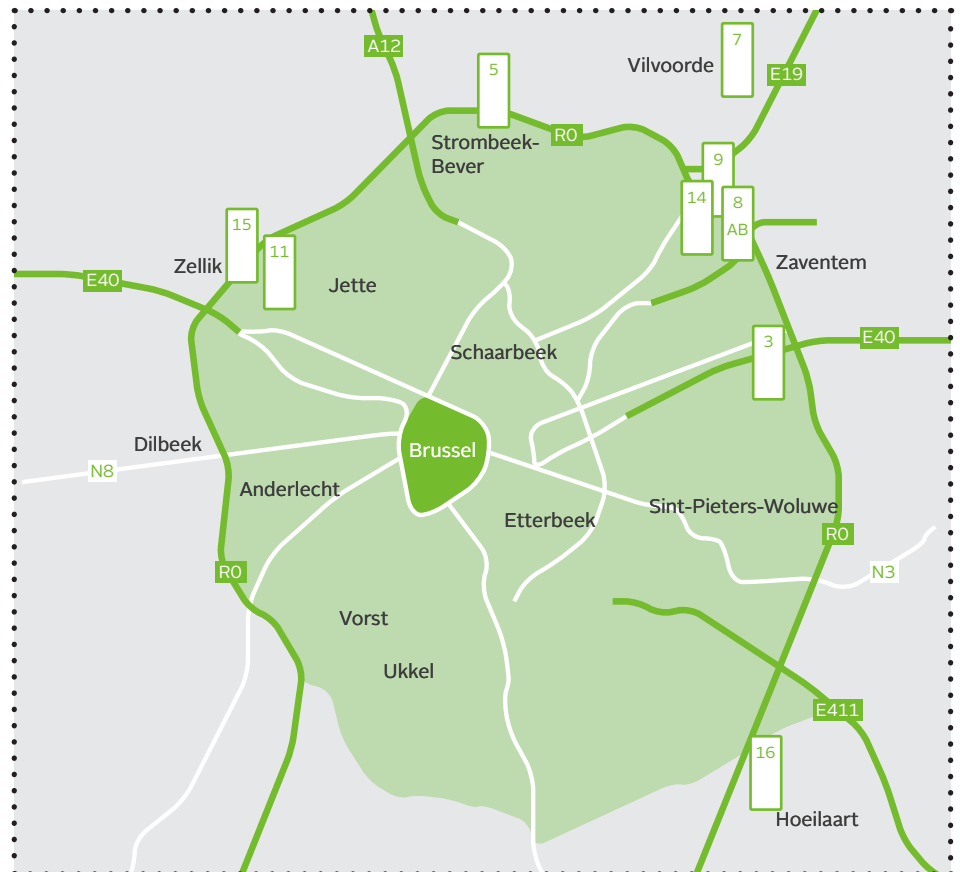 7
A12
5
Vilvoorde
E19
R0
Strombeek-
Bever
9
14
8
AB
15
11
Zellik
Zaventem
E40
Jette
3
E40
Schaarbeek
Dilbeek
Brussel
N8
Anderlecht
Etterbeek
Sint-Pieters-Woluwe
R0
R0
N3
Vorst
Ukkel
E411
16
Hoeilaart